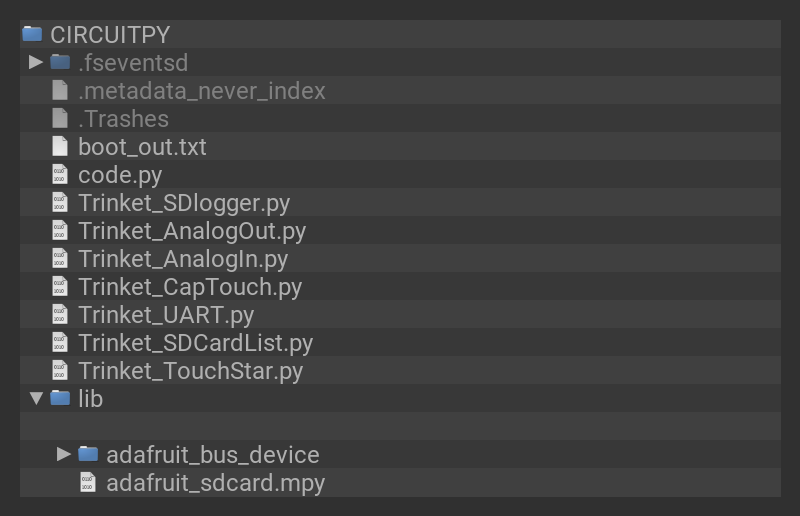 CIRCUITPY
.fseventsd
.metadata_never_index
.Trashes
boot_out.txt
code.py
Trinket_SDlogger.py
Trinket_AnalogOut.py
Trinket_AnalogIn.py
Trinket_CapTouch.py
Trinket_UART.py
Trinket_SDCardList.py
Trinket_TouchStar.py
lib
adafruit_bus_device
adafruit_sdcard.mpy